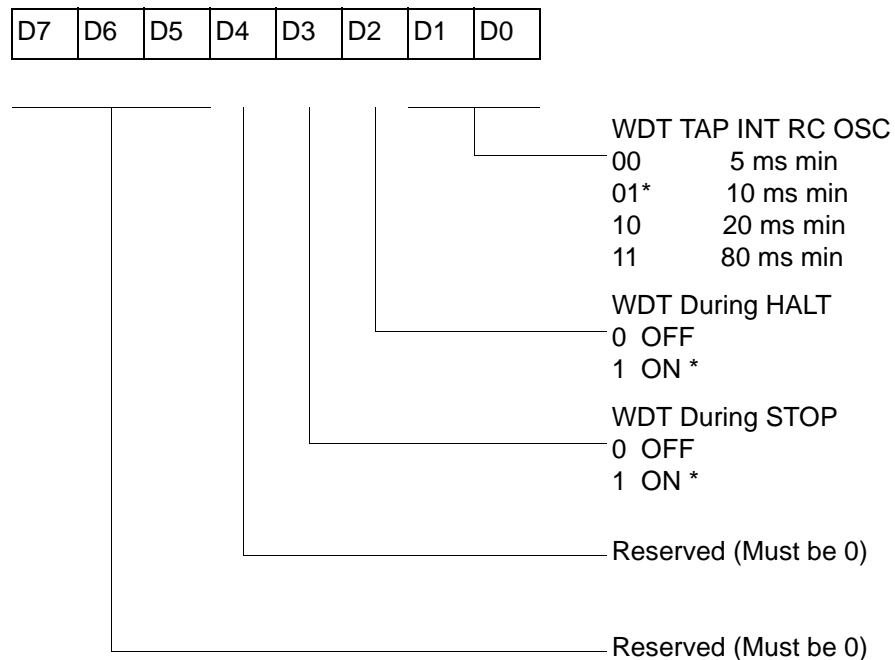 D7 D6 D5 D4 D3 D2 D1 D0
WDT TAP INT RC OSC
00 5 ms min
01* 10 ms min
10 20 ms min
11 80 ms min
WDT During HALT
0 OFF
1 ON *
WDT During STOP
0 OFF
1 ON *
Reserved (Must be 0)
Reserved (Must be 0)